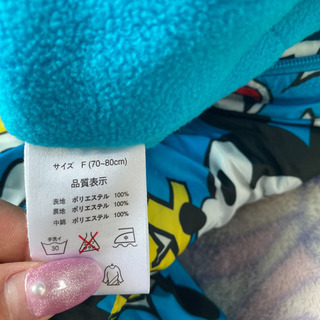 サイズ F (70~80cm)
品質表示
表地 ポリエステル 100%
裏地 ポリエステル 100%
中綿 ポリエステル 100%
手洗イ
30